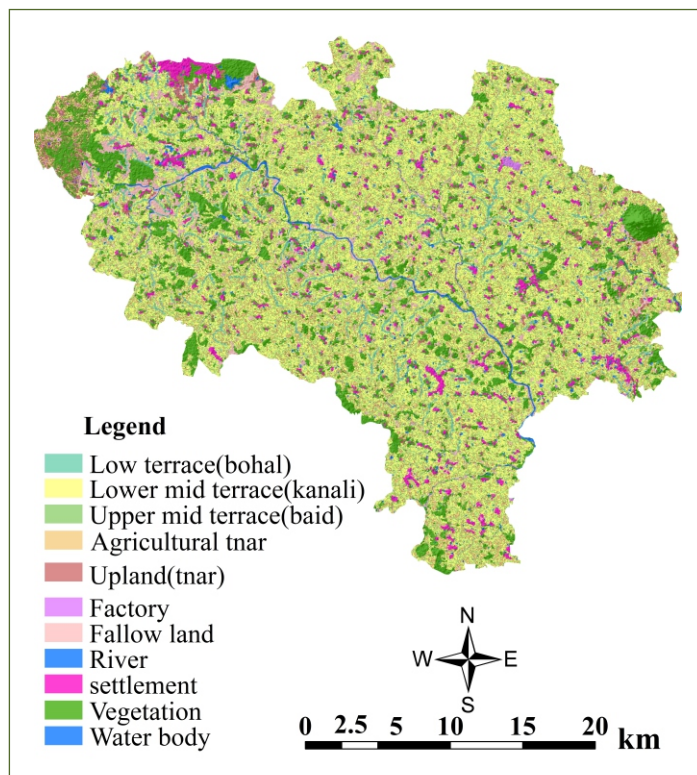 Legend
Low terrace(bohal)
Lower mid terrace(kanali)
Upper mid terrace(baid)
Agricultural tnar
Upland(tnar)
Factory
Fallow land
River
settlement
Vegetation
Water body
N
W E
S
0 2.5 5 10 15 20 km